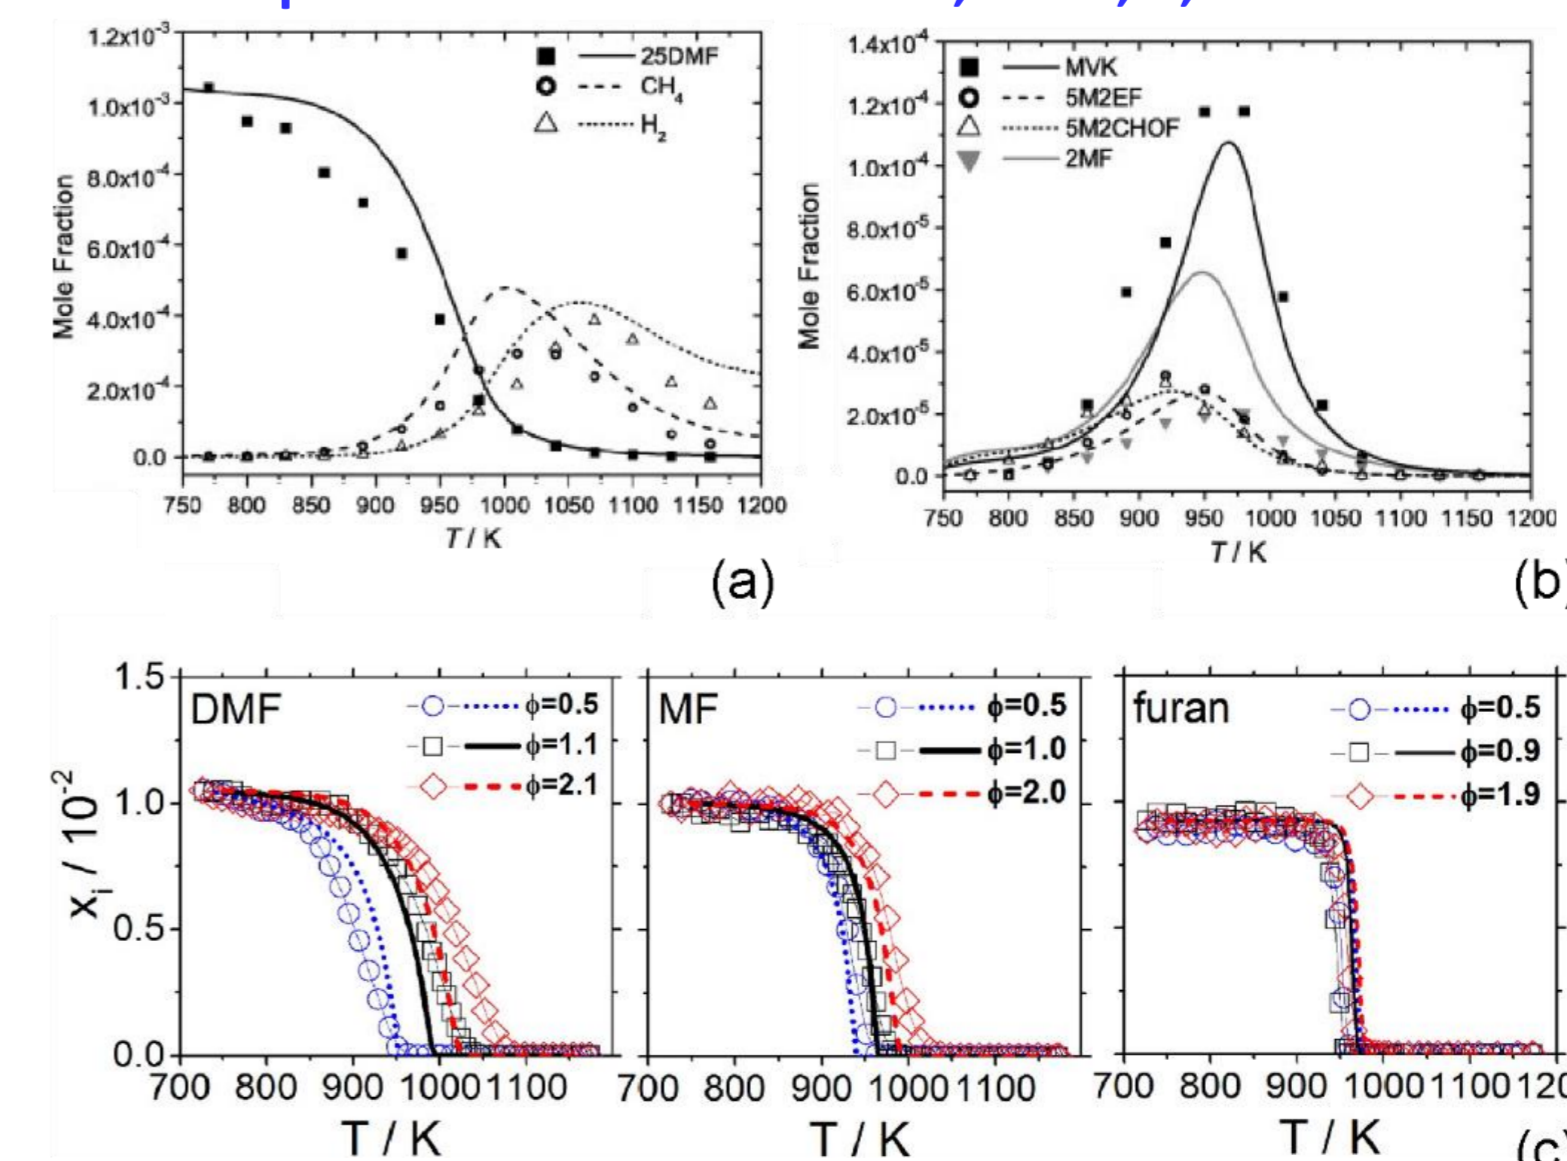 1.2x10⁻³
1.0x10⁻³
8.0x10⁻⁴
6.0x10⁻⁴
4.0x10⁻⁴
2.0x10⁻⁴
0.0
Mole Fraction
25DMF
CH₄
H₂
750 800 850 900 950 1000 1050 1100 1150 1200
T / K
(a)
1.4x10⁻⁴
1.2x10⁻⁴
1.0x10⁻⁴
8.0x10⁻⁵
6.0x10⁻⁵
4.0x10⁻⁵
2.0x10⁻⁵
0.0
Mole Fraction
MVK
5M2EF
5M2CHOF
2MF
750 800 850 900 950 1000 1050 1100 1150 1200
T / K
(b)
1.5
1.0
0.5
0.0
xᵢ / 10⁻²
DMF
ϕ=0.5
ϕ=1.1
ϕ=2.1
700 800 900 1000 1100
T / K
MF
ϕ=0.5
ϕ=1.0
ϕ=2.0
700 800 900 1000 1100
T / K
furan
ϕ=0.5
ϕ=0.9
ϕ=1.9
700 800 900 1000 1100
T / K
(c)